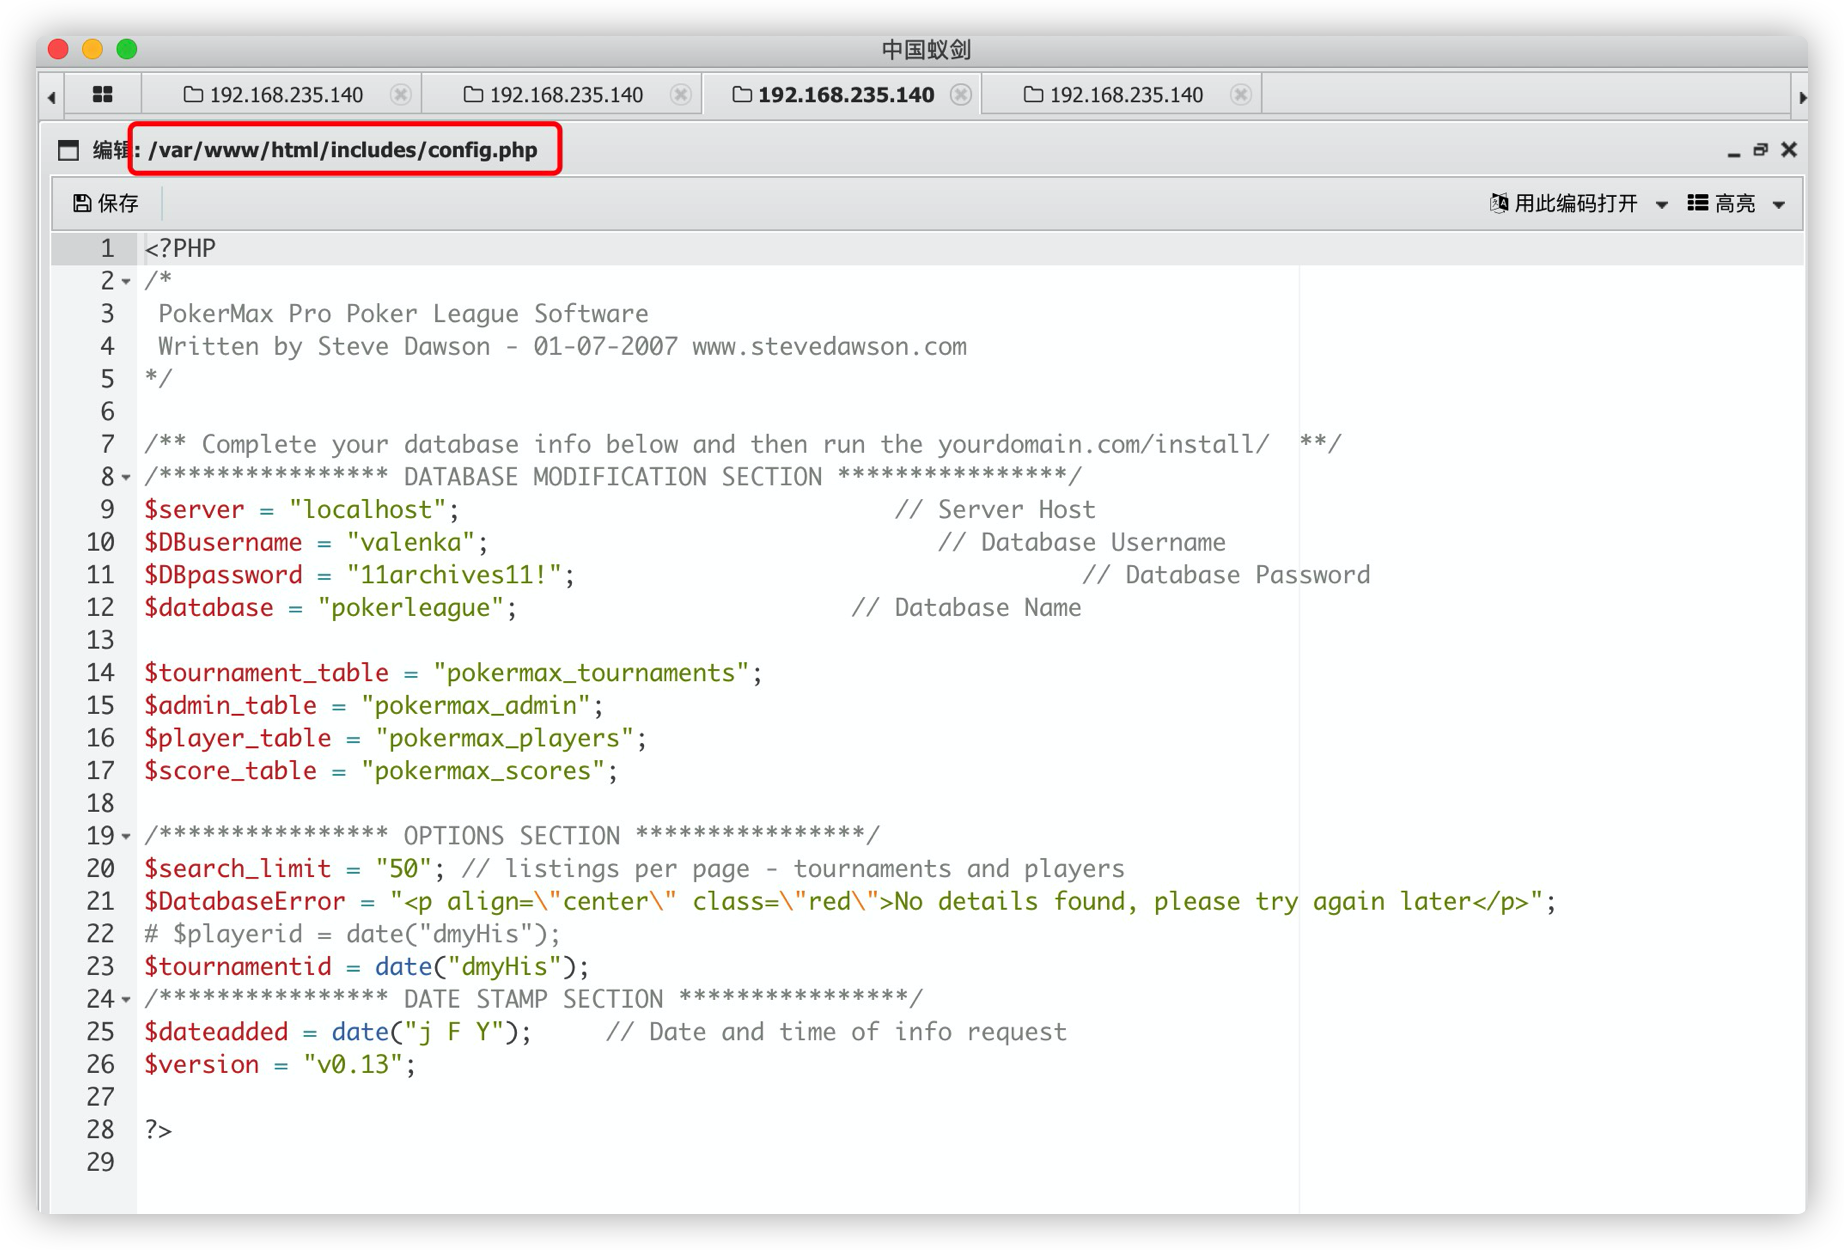 中国蚁剑
192.168.235.140 192.168.235.140 192.168.235.140 192.168.235.140
编辑: /var/www/html/includes/config.php
保存 用此编码打开 高亮
1 <?PHP
2 /*
3  PokerMax Pro Poker League Software
4  Written by Steve Dawson - 01-07-2007 www.stevedawson.com
5 */
6
7 /** Complete your database info below and then run the yourdomain.com/install/  **/
8 /**************** DATABASE MODIFICATION SECTION ****************/
9 $server = "localhost"; // Server Host
10 $DBusername = "valenka"; // Database Username
11 $DBpassword = "11archives11!"; // Database Password
12 $database = "pokerleague"; // Database Name
13
14 $tournament_table = "pokermax_tournaments";
15 $admin_table = "pokermax_admin";
16 $player_table = "pokermax_players";
17 $score_table = "pokermax_scores";
18
19 /**************** OPTIONS SECTION ****************/
20 $search_limit = "50"; // listings per page - tournaments and players
21 $DatabaseError = "<p align=\"center\" class=\"red\">No details found, please try again later</p>";
22 # $playerid = date("dmyHis");
23 $tournamentid = date("dmyHis");
24 /**************** DATE STAMP SECTION ****************/
25 $dateadded = date("j F Y"); // Date and time of info request
26 $version = "v0.13";
27
28 ?>
29